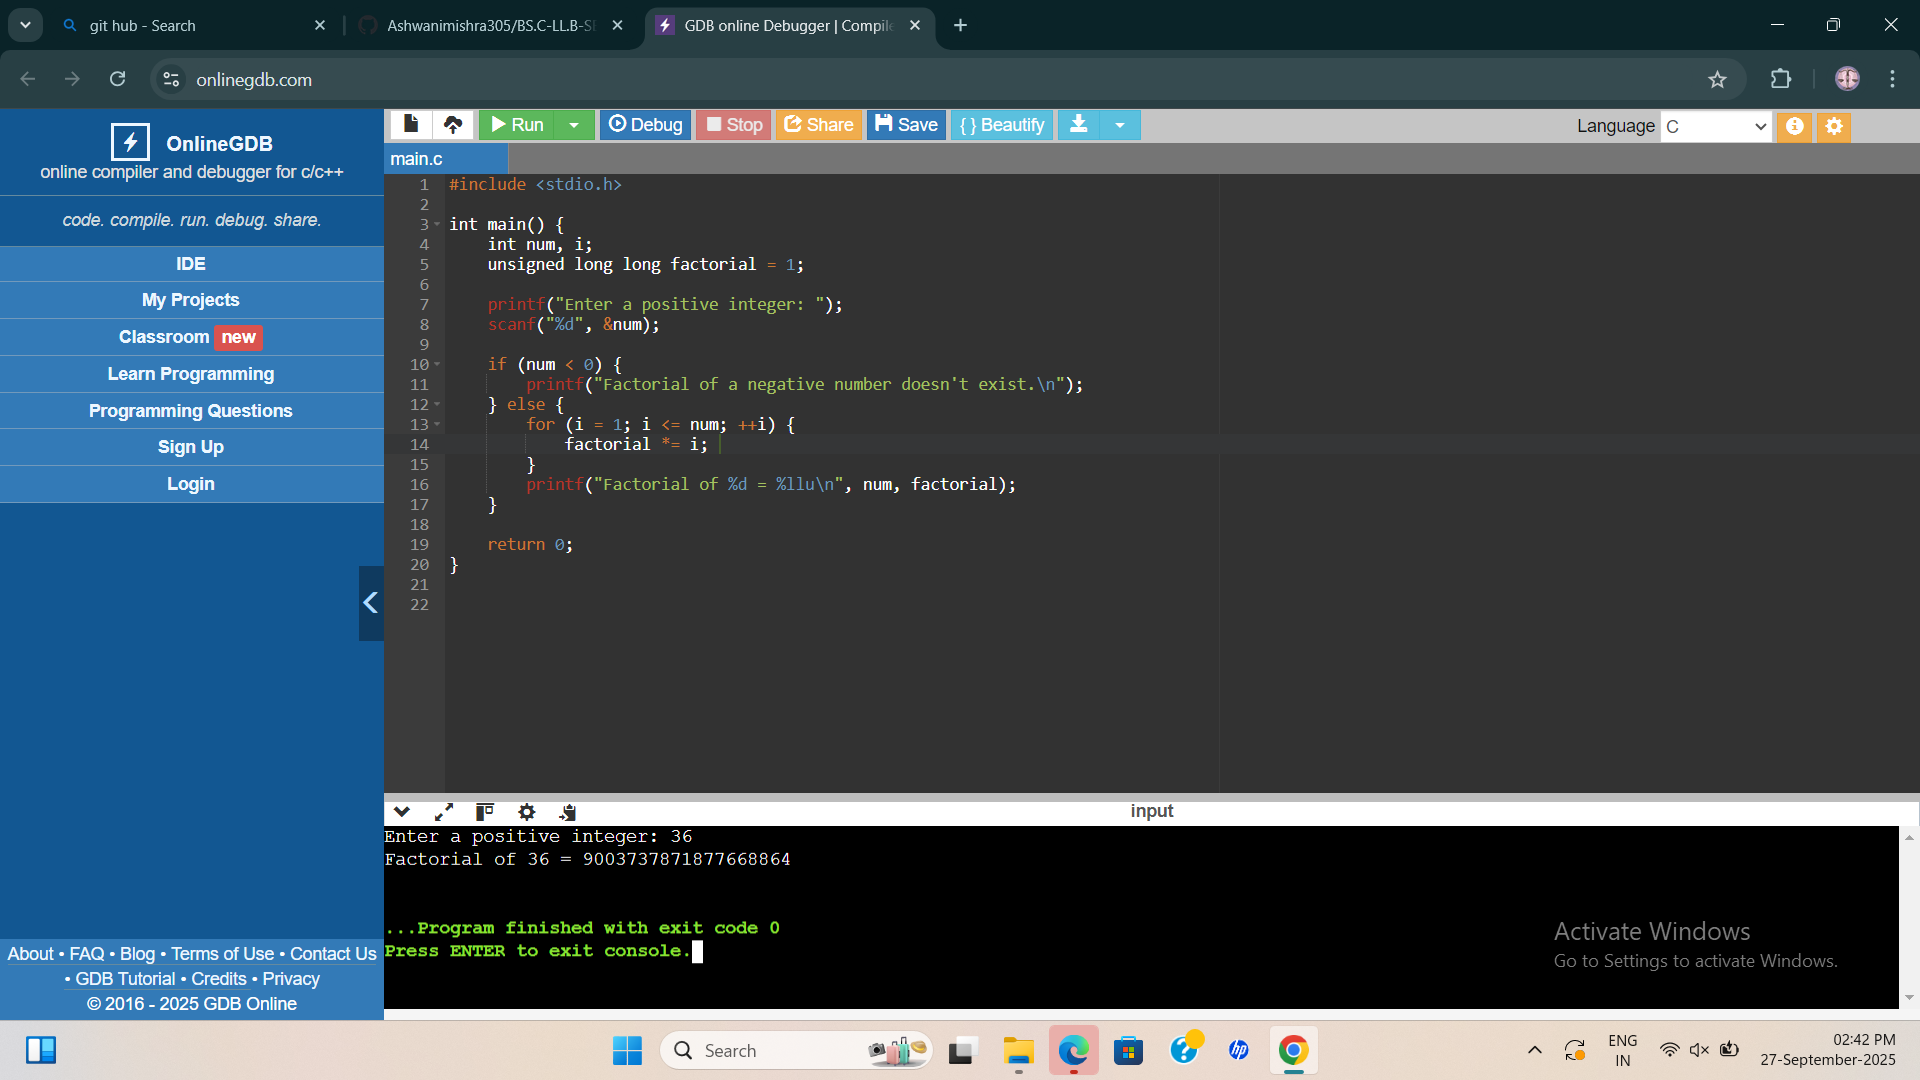 git hub - Search
Ashwanimishra305/BS.C-LL.B-S
GDB online Debugger | Compile
onlinegdb.com
OnlineGDB
online compiler and debugger for c/c++
code. compile. run. debug. share.
IDE
My Projects
Classroom new
Learn Programming
Programming Questions
Sign Up
Login
About • FAQ • Blog • Terms of Use • Contact Us
• GDB Tutorial • Credits • Privacy
© 2016 - 2025 GDB Online
Run Debug Stop Share Save { } Beautify
Language C
main.c
1 #include <stdio.h>
2
3 int main() {
4 int num, i;
5 unsigned long long factorial = 1;
6
7 printf("Enter a positive integer: ");
8 scanf("%d", &num);
9
10 if (num < 0) {
11 printf("Factorial of a negative number doesn't exist.\n");
12 } else {
13 for (i = 1; i <= num; ++i) {
14 factorial *= i;
15 }
16 printf("Factorial of %d = %llu\n", num, factorial);
17 }
18
19 return 0;
20 }
21
22
input
Enter a positive integer: 36
Factorial of 36 = 9003737871877668864
...Program finished with exit code 0
Press ENTER to exit console.
Activate Windows
Go to Settings to activate Windows.
Search
hp
ENG
IN
02:42 PM
27-September-2025